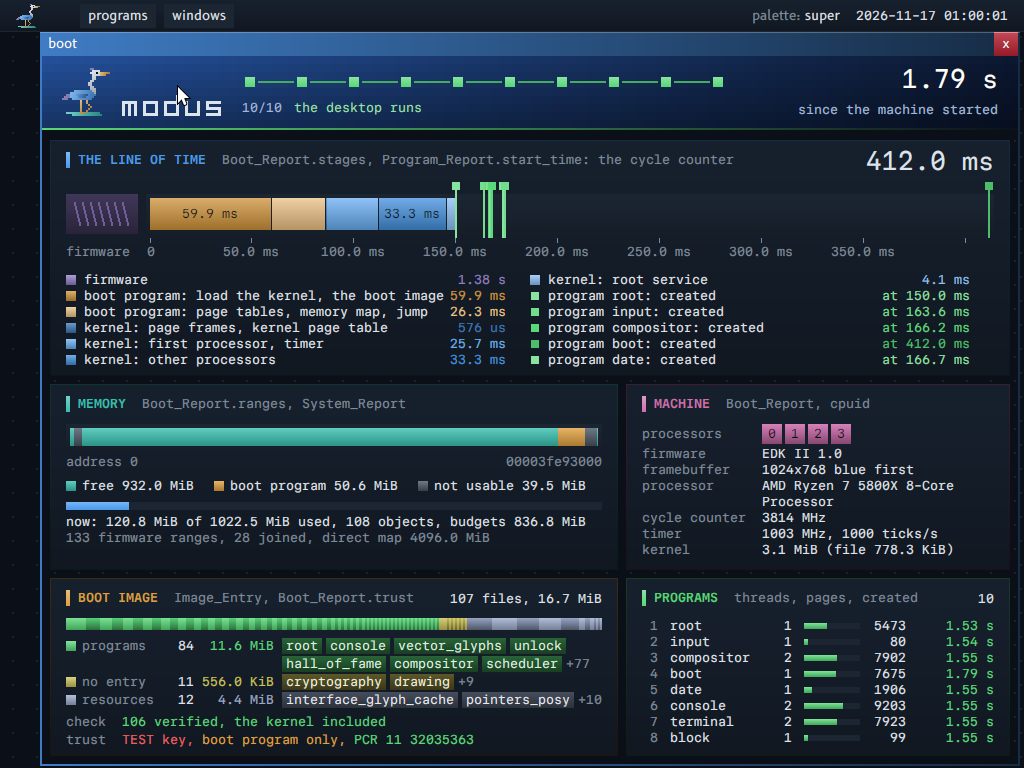 programs windows palette: super 2026-11-17 01:00:01
boot x
MODUS 10/10 the desktop runs 1.79 s
since the machine started
THE LINE OF TIME Boot_Report.stages, Program_Report.start_time: the cycle counter 412.0 ms
59.9 ms 33.3 ms
firmware 0 50.0 ms 100.0 ms 150.0 ms 200.0 ms 250.0 ms 300.0 ms 350.0 ms
firmware 1.38 s
boot program: load the kernel, the boot image 59.9 ms
boot program: page tables, memory map, jump 26.3 ms
kernel: page frames, kernel page table 576 us
kernel: first processor, timer 25.7 ms
kernel: other processors 33.3 ms
kernel: root service 4.1 ms
program root: created at 150.0 ms
program input: created at 163.6 ms
program compositor: created at 166.2 ms
program boot: created at 412.0 ms
program date: created at 166.7 ms
MEMORY Boot_Report.ranges, System_Report
address 0 00003fe93000
free 932.0 MiB boot program 50.6 MiB not usable 39.5 MiB
now: 120.8 MiB of 1022.5 MiB used, 108 objects, budgets 836.8 MiB
133 firmware ranges, 28 joined, direct map 4096.0 MiB
MACHINE Boot_Report, cpuid
processors 0 1 2 3
firmware EDK II 1.0
framebuffer 1024x768 blue first
processor AMD Ryzen 7 5800X 8-Core
Processor
cycle counter 3814 MHz
timer 1003 MHz, 1000 ticks/s
kernel 3.1 MiB (file 778.3 KiB)
BOOT IMAGE Image_Entry, Boot_Report.trust 107 files, 16.7 MiB
programs 84 11.6 MiB root console vector_glyphs unlock
hall_of_fame compositor scheduler +77
no entry 11 556.0 KiB cryptography drawing +9
resources 12 4.4 MiB interface_glyph_cache pointers_posy +10
check 106 verified, the kernel included
trust TEST key, boot program only, PCR 11 32035363
PROGRAMS threads, pages, created 10
1 root 1 5473 1.53 s
2 input 1 80 1.54 s
3 compositor 2 7902 1.55 s
4 boot 1 7675 1.79 s
5 date 1 1906 1.55 s
6 console 2 9203 1.55 s
7 terminal 2 7923 1.55 s
8 block 1 99 1.55 s